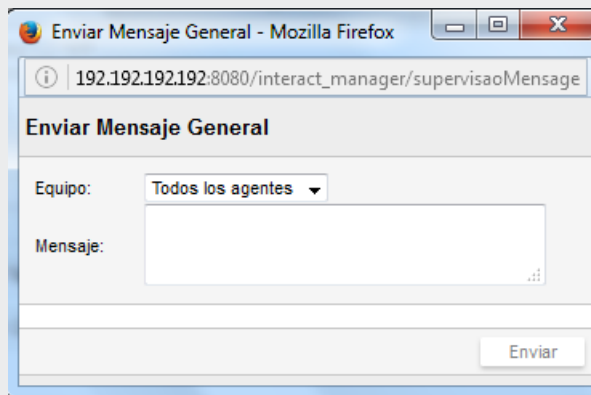 Enviar Mensaje General - Mozilla Firefox
192.192.192.192:8080/interact_manager/supervisaoMensage
Enviar Mensaje General
Equipo: Todos los agentes
Mensaje:
Enviar